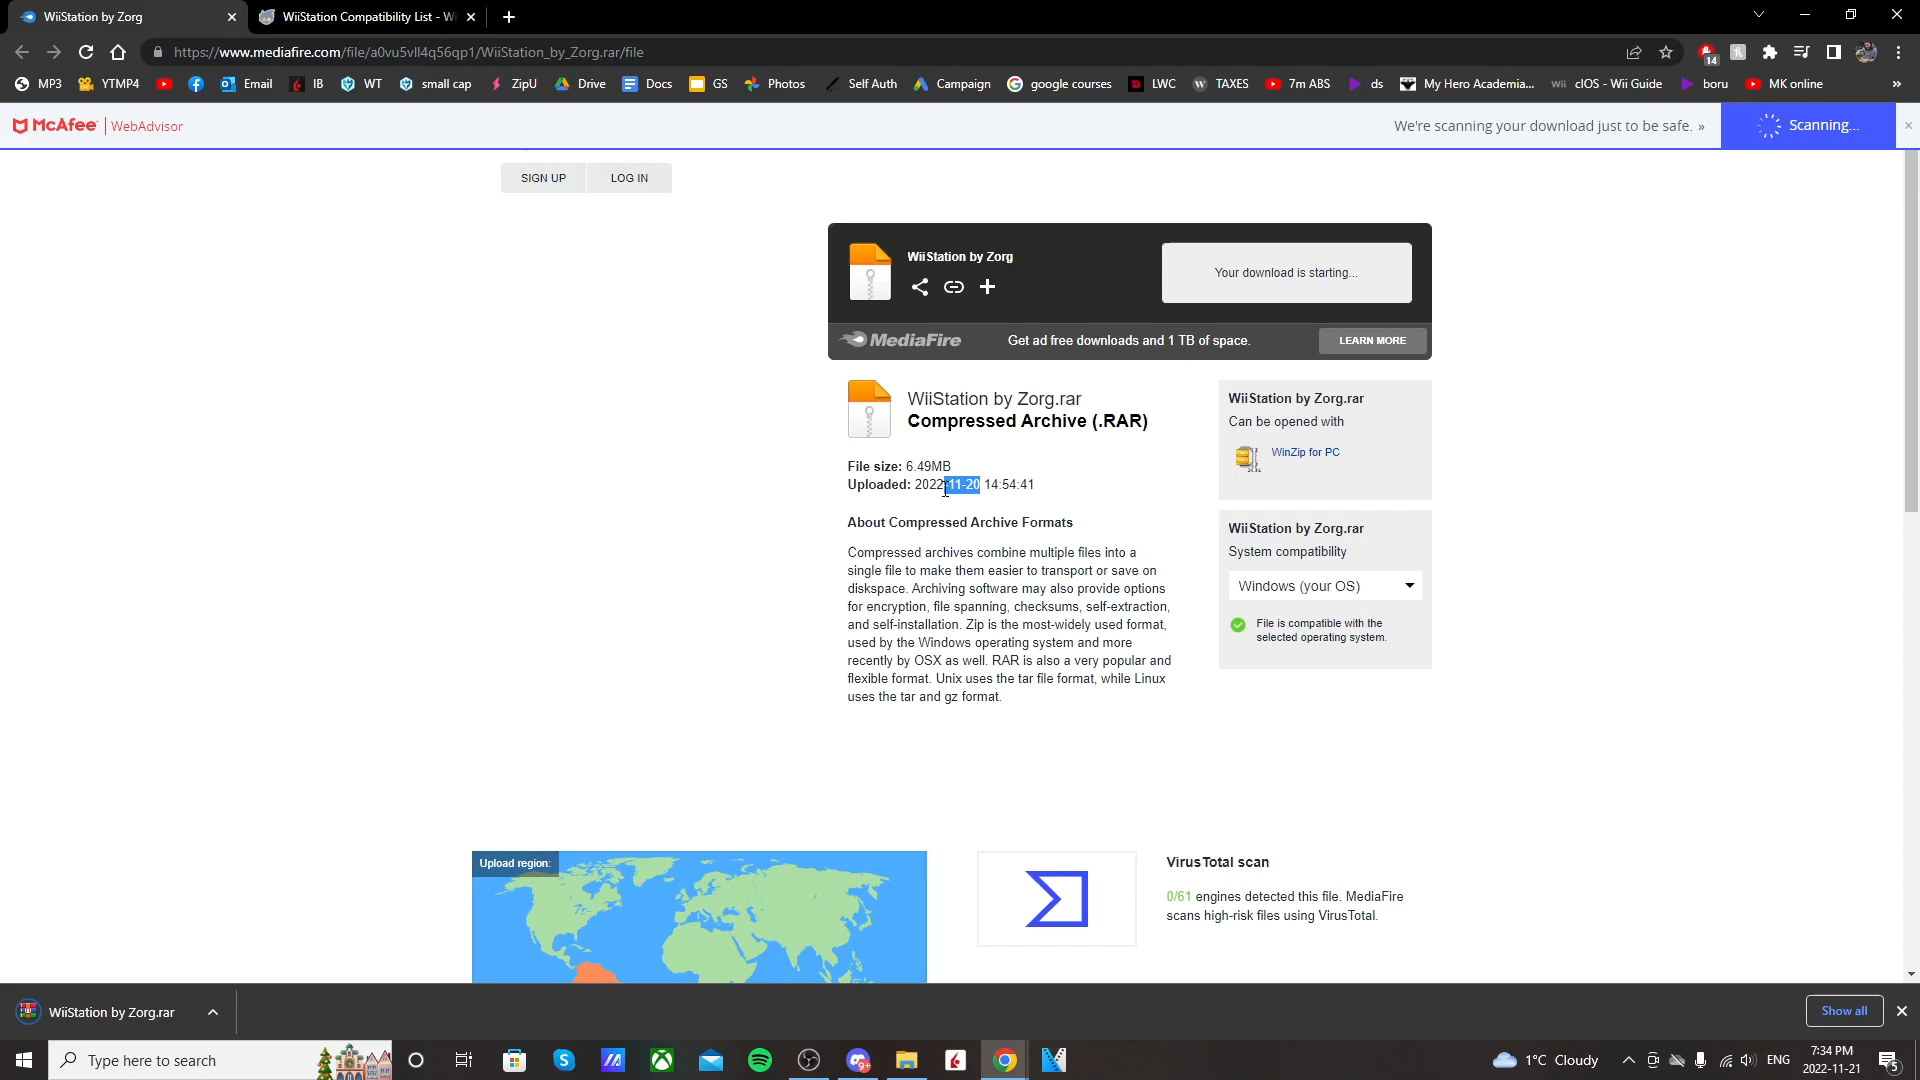 WiiStation by Zorg
WiiStation Compatibility List - Wi
https://www.mediafire.com/file/a0vu5vll4q56qp1/WiiStation_by_Zorg.rar/file
14
MP3
YTMP4
Email
IB
WT
small cap
ZipU
Drive
Docs
GS
Photos
Self Auth
Campaign
google courses
LWC
TAXES
7m ABS
ds
My Hero Academia...
Wii cIOS - Wii Guide
boru
MK online
»
McAfee | WebAdvisor
We're scanning your download just to be safe. »
Scanning...
SIGN UP
LOG IN
WiiStation by Zorg
Your download is starting...
MediaFire
Get ad free downloads and 1 TB of space.
LEARN MORE
WiiStation by Zorg.rar
Compressed Archive (.RAR)
File size: 6.49MB
Uploaded: 2022-11-20 14:54:41
About Compressed Archive Formats
Compressed archives combine multiple files into a
single file to make them easier to transport or save on
diskspace. Archiving software may also provide options
for encryption, file spanning, checksums, self-extraction,
and self-installation. Zip is the most-widely used format,
used by the Windows operating system and more
recently by OSX as well. RAR is also a very popular and
flexible format. Unix uses the tar file format, while Linux
uses the tar and gz format.
WiiStation by Zorg.rar
Can be opened with
WinZip for PC
WiiStation by Zorg.rar
System compatibility
Windows (your OS)
File is compatible with the
selected operating system.
Upload region:
VirusTotal scan
0/61 engines detected this file. MediaFire
scans high-risk files using VirusTotal.
WiiStation by Zorg.rar
Show all
Type here to search
9+
1°C Cloudy
ENG
7:34 PM
2022-11-21
5